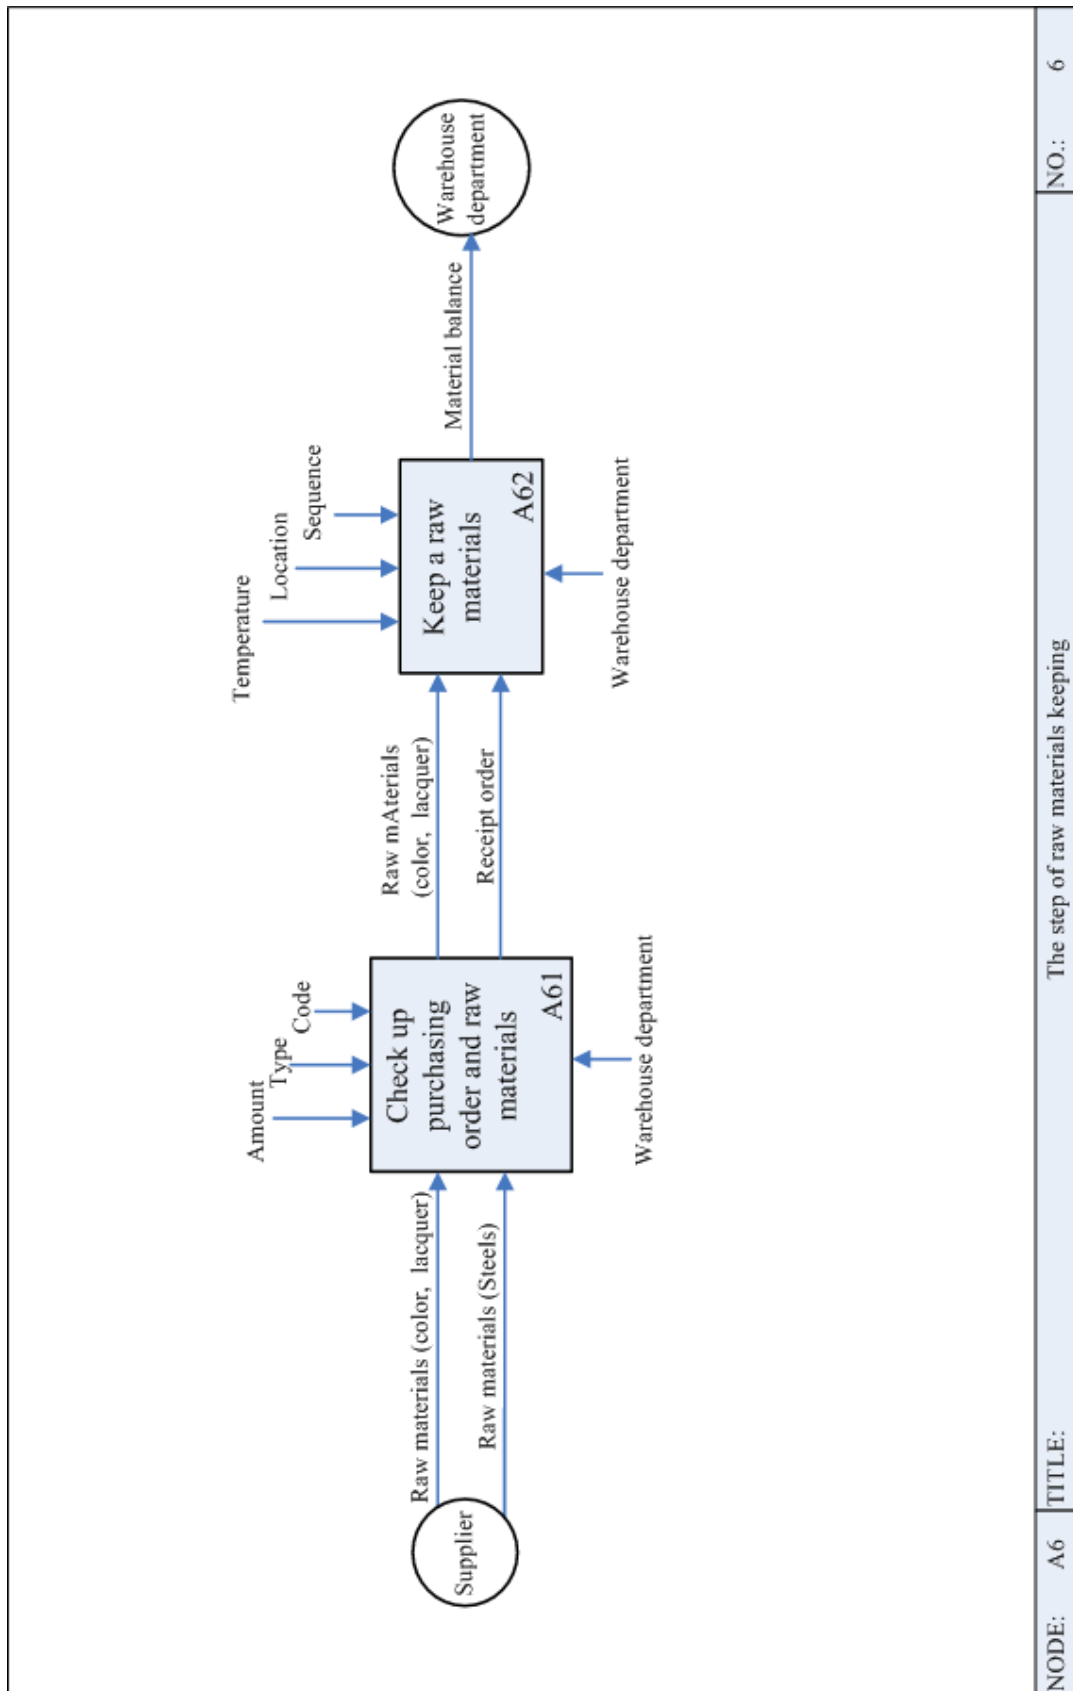 Supplier
Raw materials (color, lacquer)
Raw materials (Steels)
Amount
Type
Code
Check up
purchasing
order and raw
materials
A61
Warehouse department
Raw mAterials
(color, lacquer)
Receipt order
Temperature
Location
Sequence
Keep a raw
materials
A62
Warehouse department
Material balance
Warehouse
department
NODE: A6 TITLE: The step of raw materials keeping NO.: 6